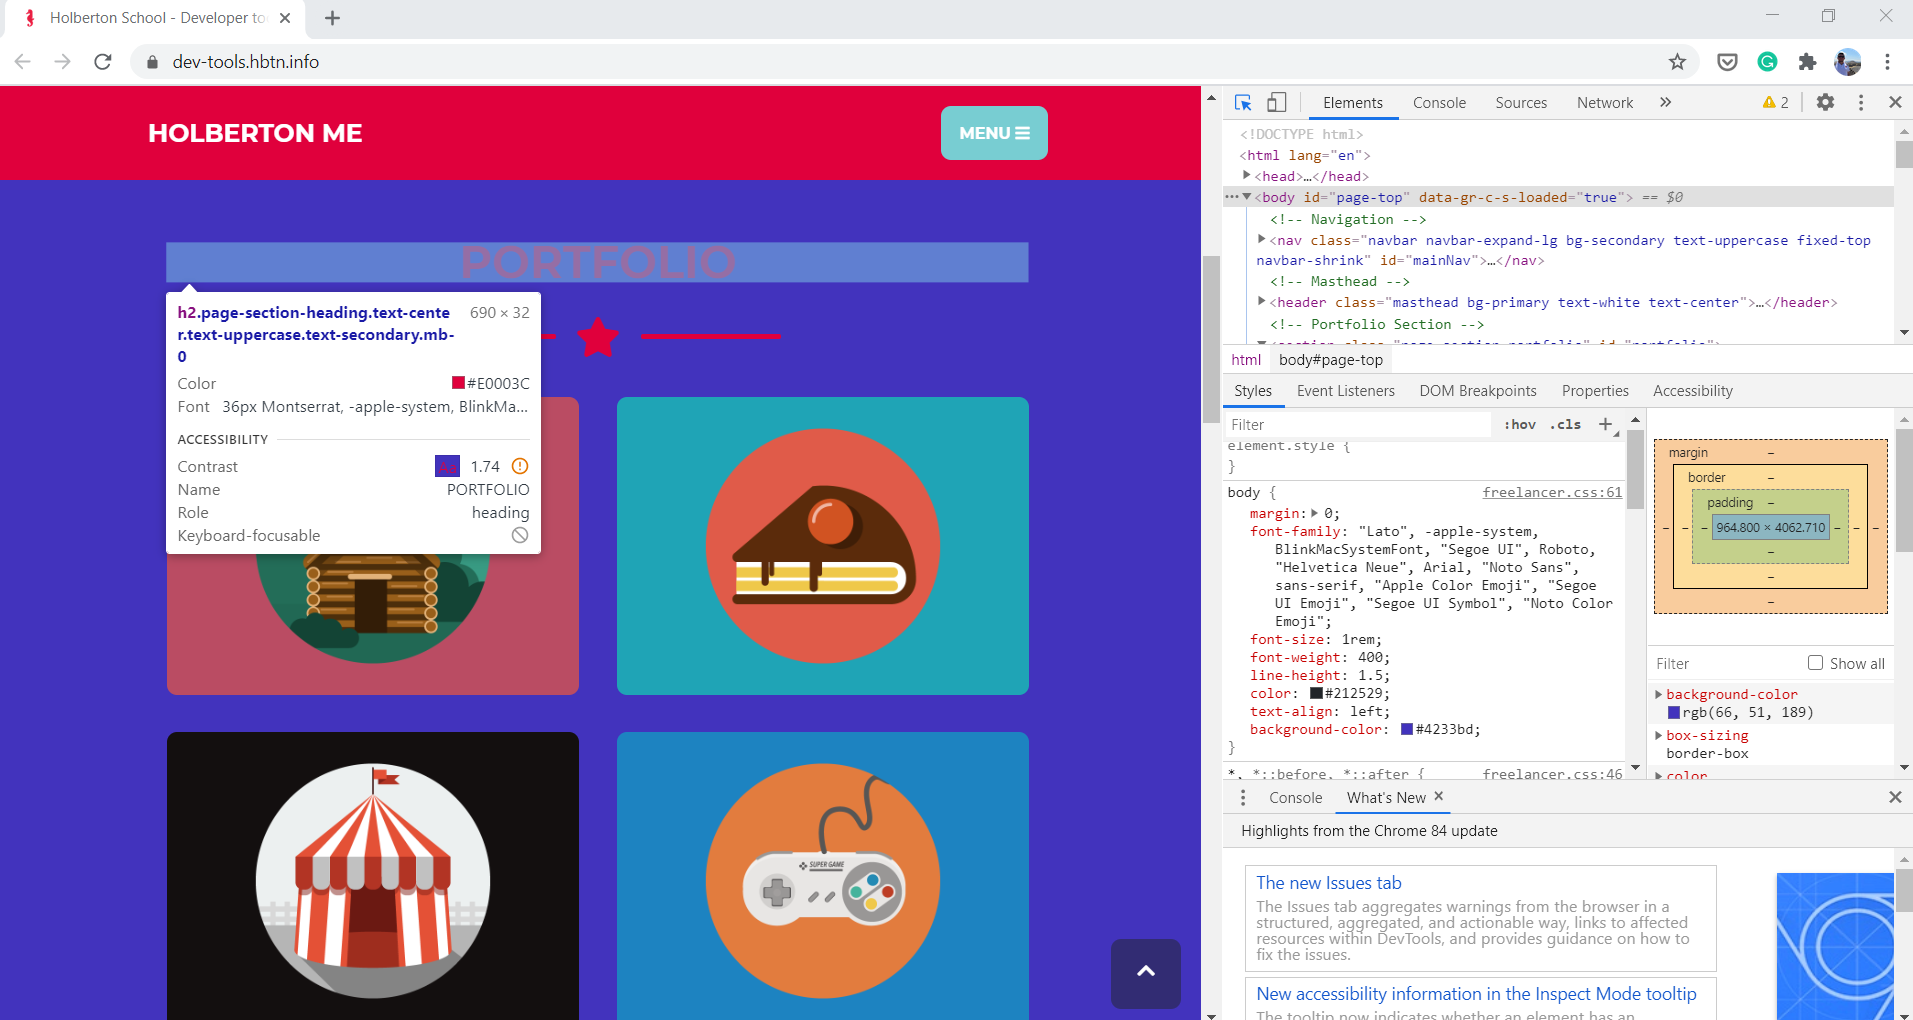 Holberton School - Developer to
dev-tools.hbtn.info
HOLBERTON ME
MENU
PORTFOLIO
h2.page-section-heading.text-cente
r.text-uppercase.text-secondary.mb-
0
690 × 32
Color
#E0003C
Font 36px Montserrat, -apple-system, BlinkMa...
ACCESSIBILITY
Contrast
Aa 1.74
Name
PORTFOLIO
Role
heading
Keyboard-focusable
SUPER GAME
Elements Console Sources Network » 2
<!DOCTYPE html>
<html lang="en">
<head>…</head>
<body id="page-top" data-gr-c-s-loaded="true"> == $0
<!-- Navigation -->
<nav class="navbar navbar-expand-lg bg-secondary text-uppercase fixed-top
navbar-shrink" id="mainNav">…</nav>
<!-- Masthead -->
<header class="masthead bg-primary text-white text-center">…</header>
<!-- Portfolio Section -->
<section class="page-section portfolio" id="portfolio">
html body#page-top
Styles Event Listeners DOM Breakpoints Properties Accessibility
Filter :hov .cls +
element.style {
}
body { freelancer.css:61
margin: 0;
font-family: "Lato", -apple-system,
BlinkMacSystemFont, "Segoe UI", Roboto,
"Helvetica Neue", Arial, "Noto Sans",
sans-serif, "Apple Color Emoji", "Segoe
UI Emoji", "Segoe UI Symbol", "Noto Color
Emoji";
font-size: 1rem;
font-weight: 400;
line-height: 1.5;
color: #212529;
text-align: left;
background-color: #4233bd;
}
*, *::before, *::after { freelancer.css:46
margin –
border –
padding –
– – – 964.800 × 4062.710 – – –
–
–
–
Filter Show all
background-color
rgb(66, 51, 189)
box-sizing
border-box
color
Console What's New
Highlights from the Chrome 84 update
The new Issues tab
The Issues tab aggregates warnings from the browser in a
structured, aggregated, and actionable way, links to affected
resources within DevTools, and provides guidance on how to
fix the issues.
New accessibility information in the Inspect Mode tooltip
The tooltip now indicates whether an element has an